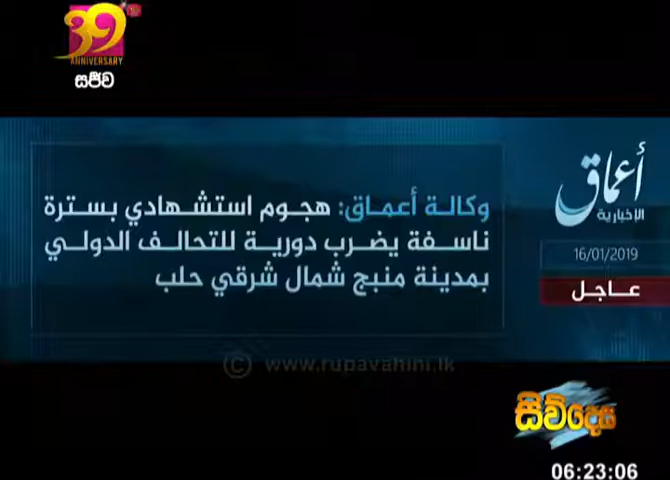 39
ANNIVERSARY
සජීව
أعماق
الإخبارية
16/01/2019
عاجل
وكالة أعماق: هجوم استشهادي بسترة
ناسفة يضرب دورية للتحالف الدولي
بمدينة منبج شمال شرقي حلب
© www.rupavahini.lk
සිව්දෙස
06:23:06